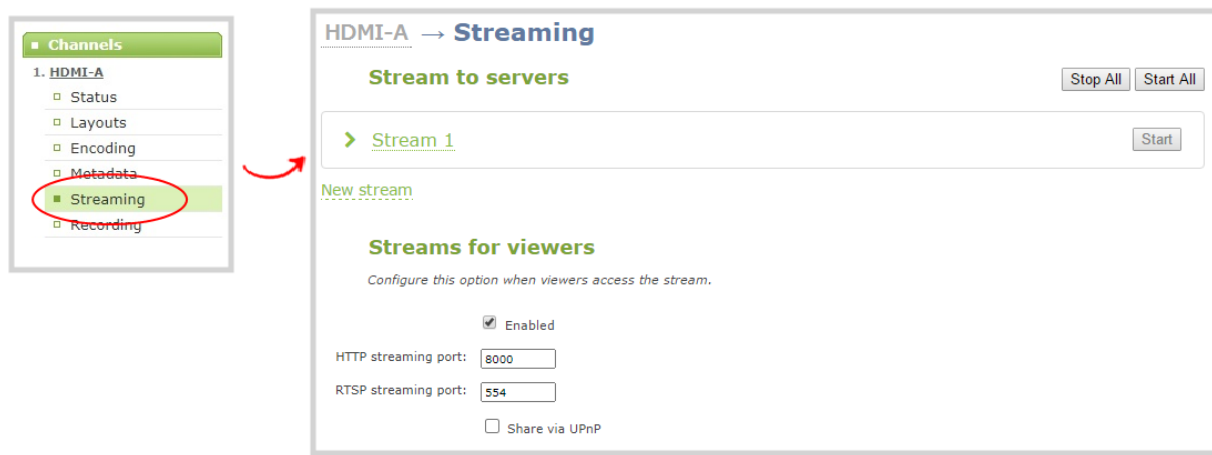 Channels
1. HDMI-A
Status
Layouts
Encoding
Metadata
Streaming
Recording
HDMI-A → Streaming
Stream to servers
Stop All Start All
Stream 1
Start
New stream
Streams for viewers
Configure this option when viewers access the stream.
Enabled
HTTP streaming port: 8000
RTSP streaming port: 554
Share via UPnP